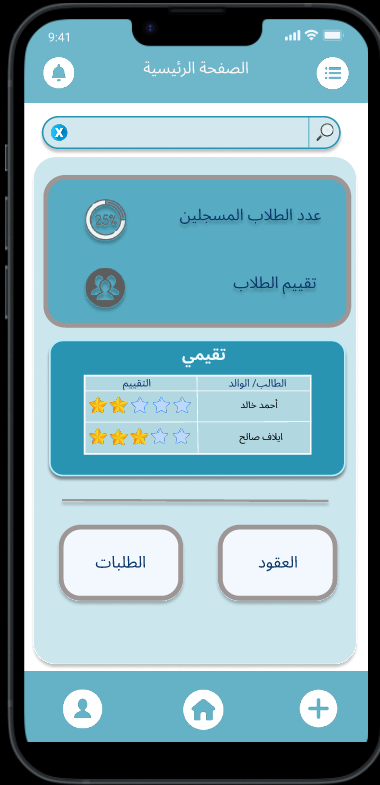 9:41
الصفحة الرئيسية
X
عدد الطلاب المسجلين
تقييم الطلاب
تقيمي
الطالب/ الوالد التقييم
أحمد خالد
ايلاف صالح
العقود الطلبات